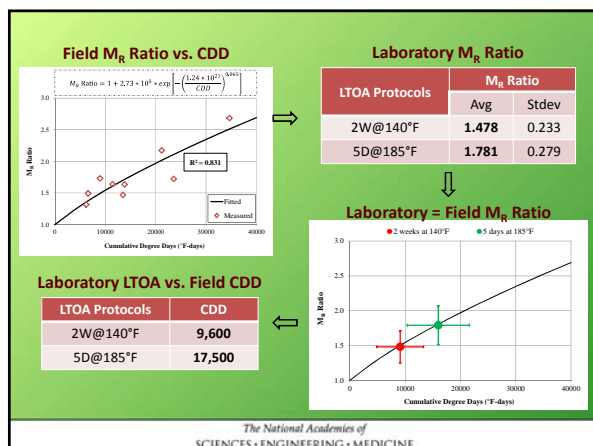 Field MR Ratio vs. CDD
MR Ratio = 1 + 2.73 * 10^5 * exp [-(1.24 * 10^21 / CDD)^0.065]
3.0
2.5
2.0
1.5
1.0
MR Ratio
R² = 0.831
Fitted
Measured
0 10000 20000 30000 40000
Cumulative Degree Days (°F-days)
Laboratory MR Ratio
LTOA Protocols MR Ratio
Avg Stdev
2W@140°F 1.478 0.233
5D@185°F 1.781 0.279
Laboratory = Field MR Ratio
2 weeks at 140°F 5 days at 185°F
3.0
2.5
2.0
1.5
1.0
MR Ratio
0 10000 20000 30000 40000
Cumulative Degree Days (°F-days)
Laboratory LTOA vs. Field CDD
LTOA Protocols CDD
2W@140°F 9,600
5D@185°F 17,500
The National Academies of
SCIENCES • ENGINEERING • MEDICINE